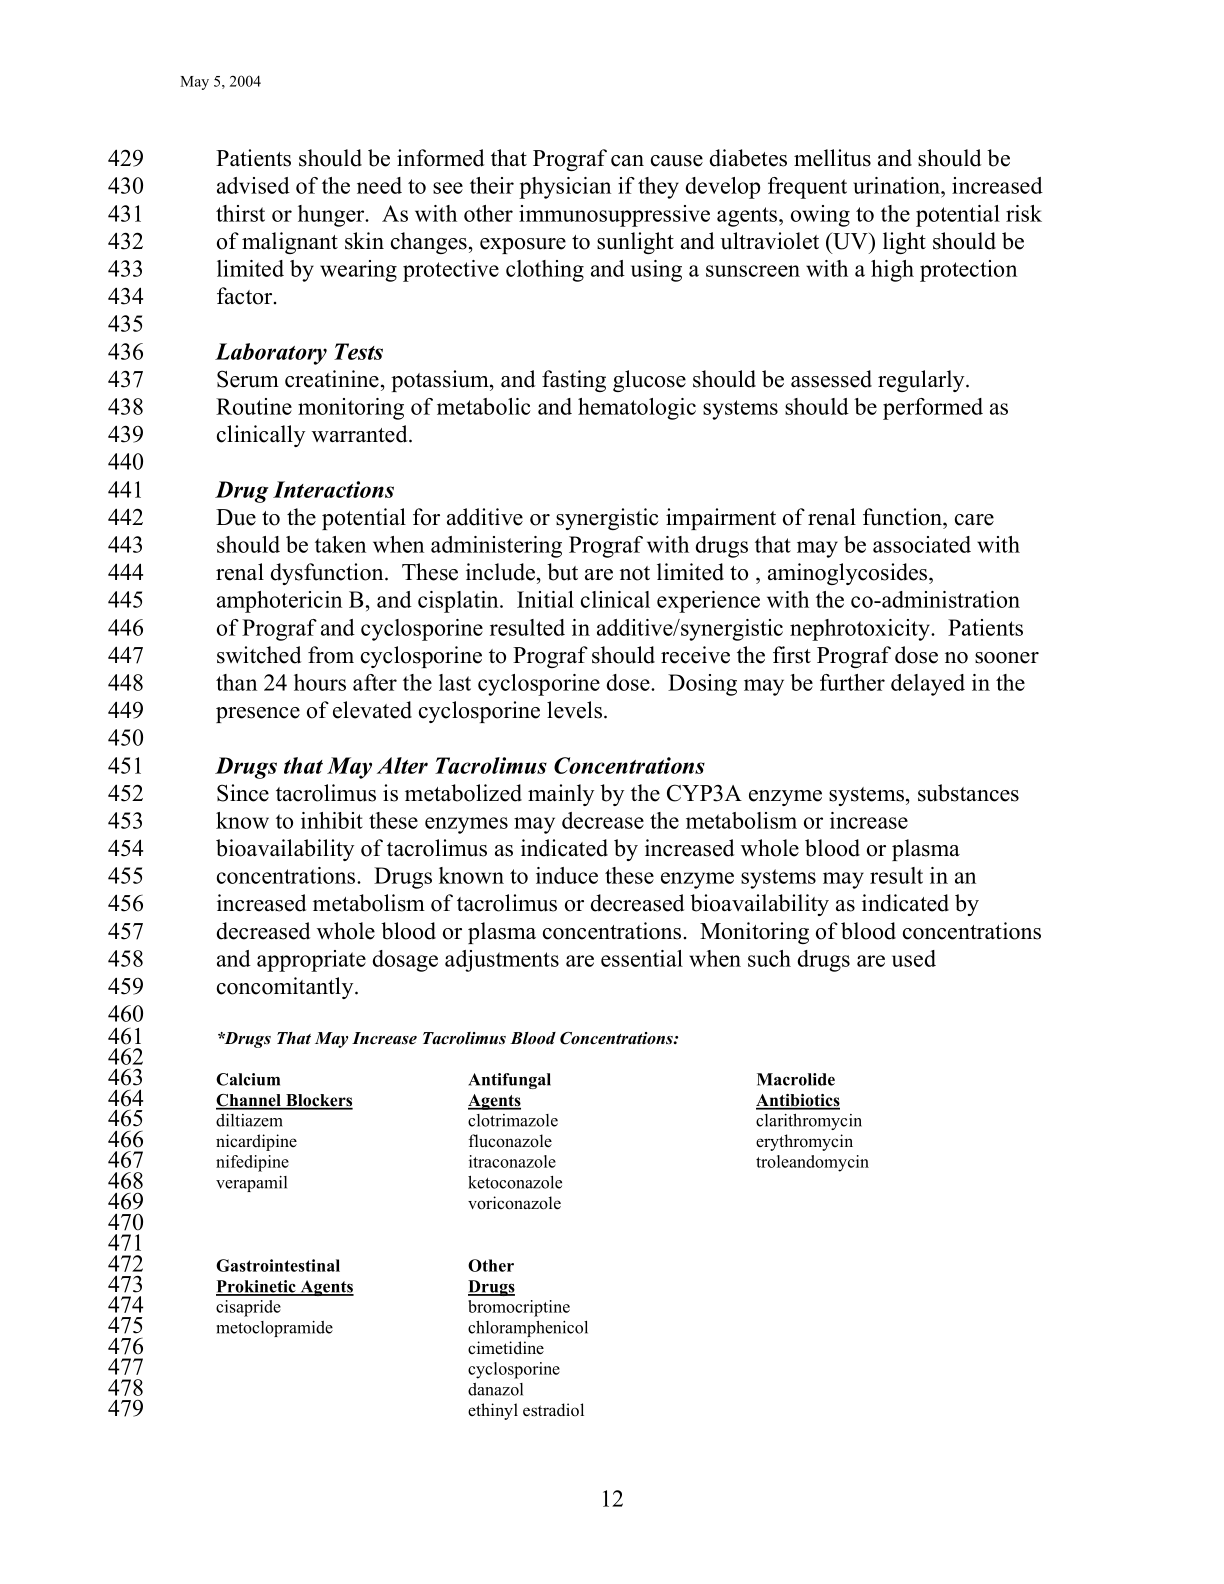 May 5, 2004
429 Patients should be informed that Prograf can cause diabetes mellitus and should be
430 advised of the need to see their physician if they develop frequent urination, increased
431 thirst or hunger.  As with other immunosuppressive agents, owing to the potential risk
432 of malignant skin changes, exposure to sunlight and ultraviolet (UV) light should be
433 limited by wearing protective clothing and using a sunscreen with a high protection
434 factor.
435
436 Laboratory Tests
437 Serum creatinine, potassium, and fasting glucose should be assessed regularly.
438 Routine monitoring of metabolic and hematologic systems should be performed as
439 clinically warranted.
440
441 Drug Interactions
442 Due to the potential for additive or synergistic impairment of renal function, care
443 should be taken when administering Prograf with drugs that may be associated with
444 renal dysfunction.  These include, but are not limited to , aminoglycosides,
445 amphotericin B, and cisplatin.  Initial clinical experience with the co-administration
446 of Prograf and cyclosporine resulted in additive/synergistic nephrotoxicity.  Patients
447 switched from cyclosporine to Prograf should receive the first Prograf dose no sooner
448 than 24 hours after the last cyclosporine dose.  Dosing may be further delayed in the
449 presence of elevated cyclosporine levels.
450
451 Drugs that May Alter Tacrolimus Concentrations
452 Since tacrolimus is metabolized mainly by the CYP3A enzyme systems, substances
453 know to inhibit these enzymes may decrease the metabolism or increase
454 bioavailability of tacrolimus as indicated by increased whole blood or plasma
455 concentrations.  Drugs known to induce these enzyme systems may result in an
456 increased metabolism of tacrolimus or decreased bioavailability as indicated by
457 decreased whole blood or plasma concentrations.  Monitoring of blood concentrations
458 and appropriate dosage adjustments are essential when such drugs are used
459 concomitantly.
460
461 *Drugs That May Increase Tacrolimus Blood Concentrations:
462
463 Calcium Antifungal Macrolide
464 Channel Blockers Agents Antibiotics
465 diltiazem clotrimazole clarithromycin
466 nicardipine fluconazole erythromycin
467 nifedipine itraconazole troleandomycin
468 verapamil ketoconazole
469 voriconazole
470
471
472 Gastrointestinal Other
473 Prokinetic Agents Drugs
474 cisapride bromocriptine
475 metoclopramide chloramphenicol
476 cimetidine
477 cyclosporine
478 danazol
479 ethinyl estradiol
12